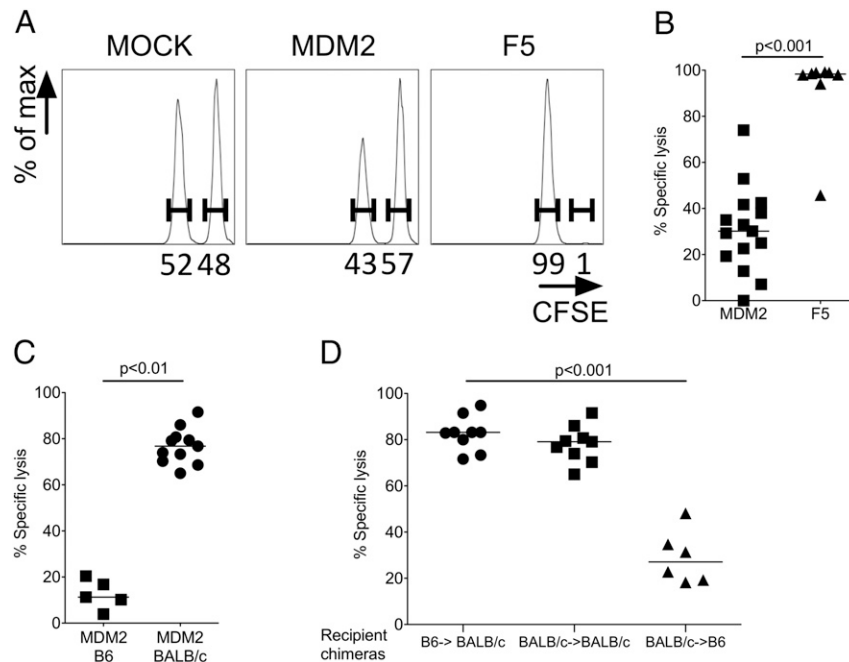 A
MOCK
MDM2
F5
% of max
52 48
43 57
99 1
CFSE
B
p<0.001
% Specific lysis
100
80
60
40
20
0
MDM2
F5
C
p<0.01
% Specific lysis
100
80
60
40
20
0
MDM2
B6
MDM2
BALB/c
D
p<0.001
% Specific lysis
100
80
60
40
20
0
Recipient
chimeras
B6-> BALB/c
BALB/c->BALB/c
BALB/c->B6